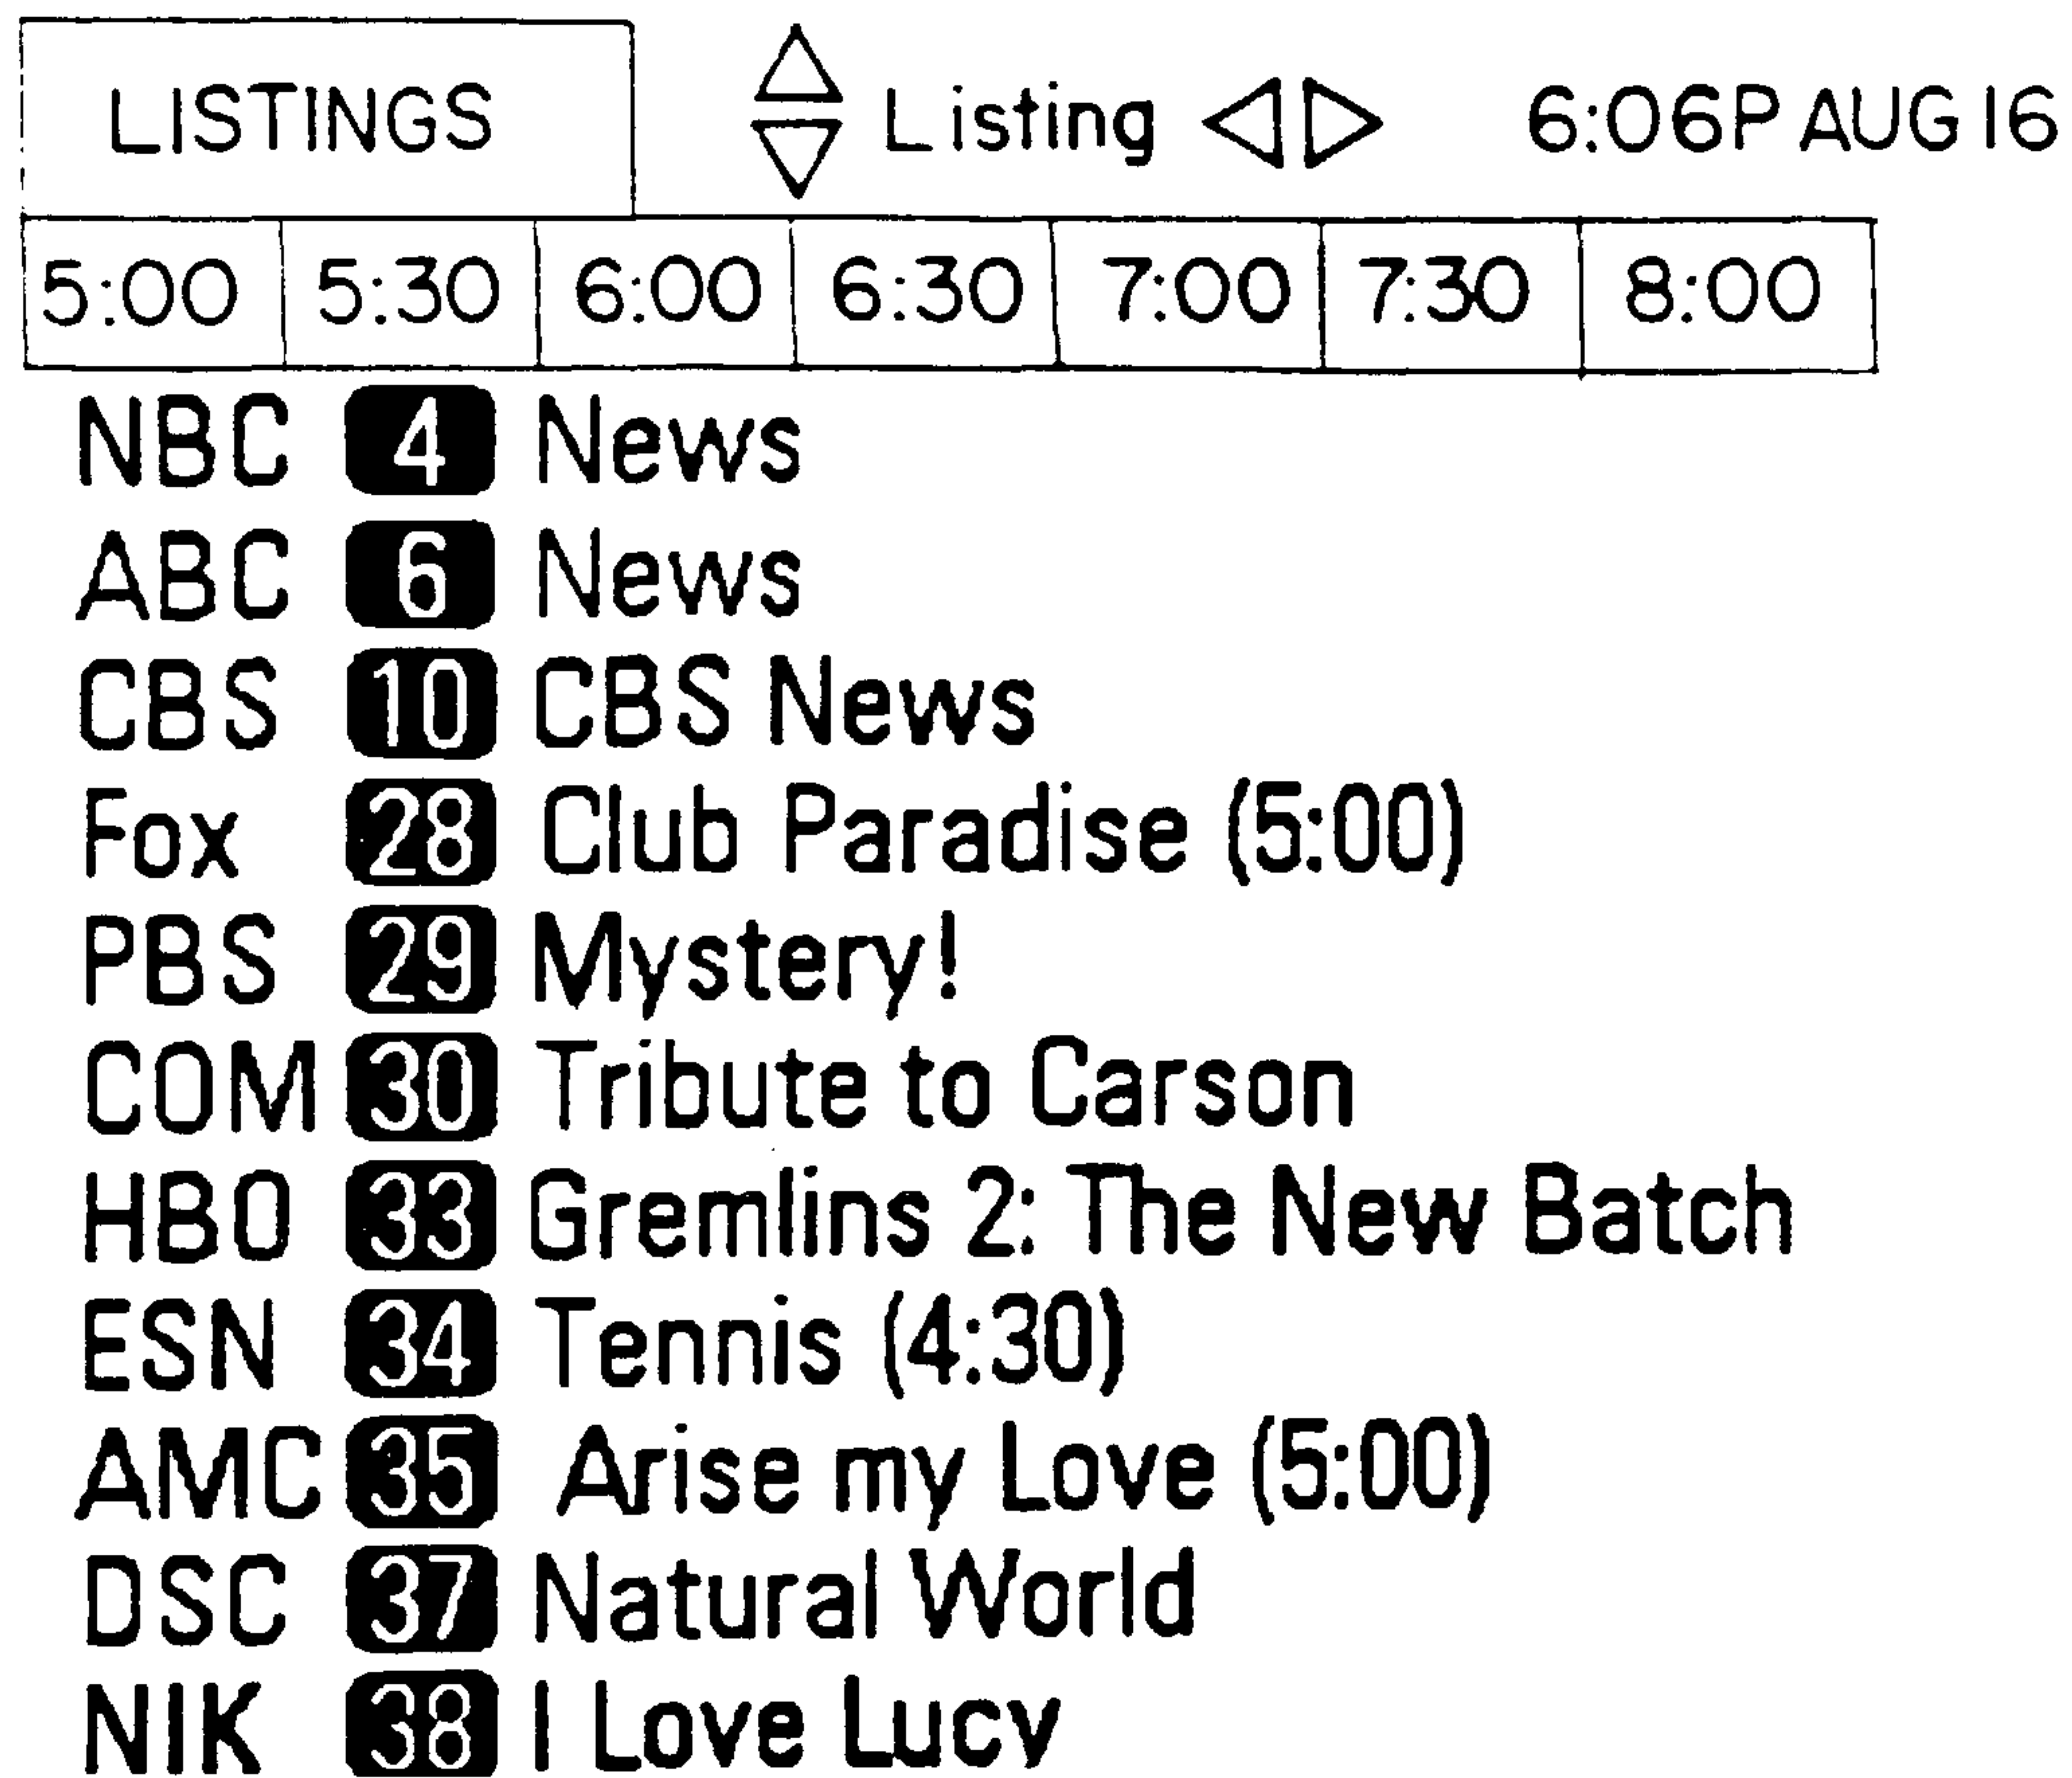 LISTINGS Listing 6:06P AUG 16
5:00 5:30 6:00 6:30 7:00 7:30 8:00
NBC 4 News
ABC 6 News
CBS 10 CBS News
Fox 28 Club Paradise (5:00)
PBS 29 Mystery!
COM 30 Tribute to Carson
HBO 33 Gremlins 2: The New Batch
ESN 34 Tennis (4:30)
AMC 35 Arise my Love (5:00)
DSC 37 Natural World
NIK 38 I Love Lucy